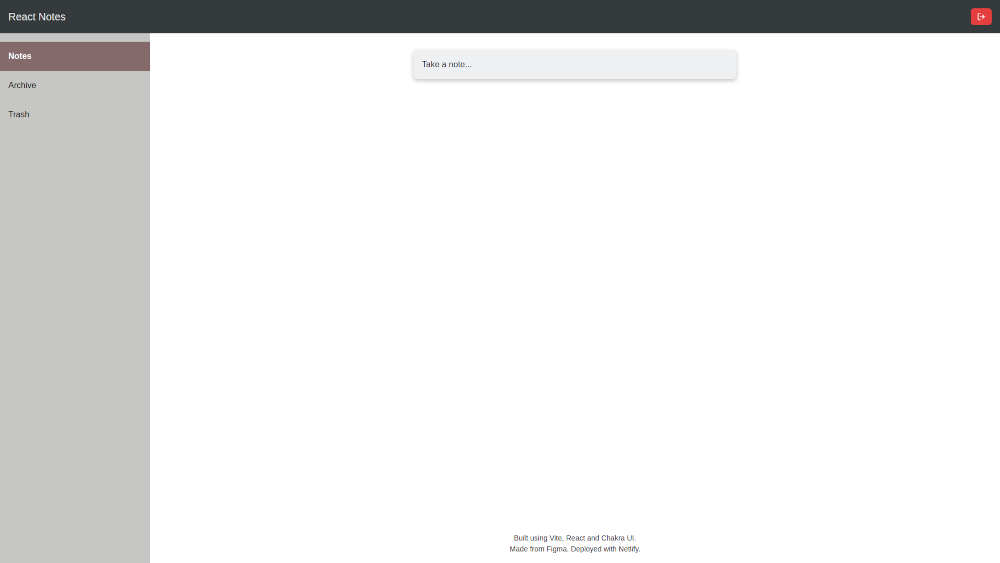 React Notes
Notes
Archive
Trash
Take a note...
Built using Vite, React and Chakra UI.
Made from Figma. Deployed with Netlify.